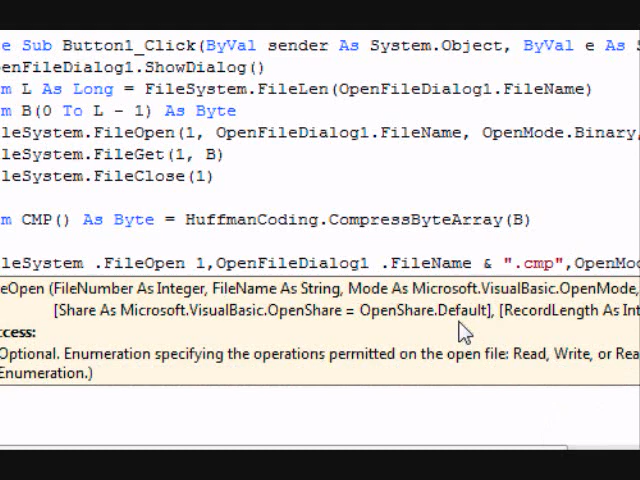 e Sub Button1_Click(ByVal sender As System.Object, ByVal e As S
penFileDialog1.ShowDialog()
m L As Long = FileSystem.FileLen(OpenFileDialog1.FileName)
m B(0 To L - 1) As Byte
leSystem.FileOpen(1, OpenFileDialog1.FileName, OpenMode.Binary,
leSystem.FileGet(1, B)
leSystem.FileClose(1)
m CMP() As Byte = HuffmanCoding.CompressByteArray(B)
leSystem .FileOpen 1,OpenFileDialog1 .FileName & ".cmp",OpenMod
eOpen (FileNumber As Integer, FileName As String, Mode As Microsoft.VisualBasic.OpenMode,
[Share As Microsoft.VisualBasic.OpenShare = OpenShare.Default], [RecordLength As Int
ccess:
Optional. Enumeration specifying the operations permitted on the open file: Read, Write, or Rea
Enumeration.)